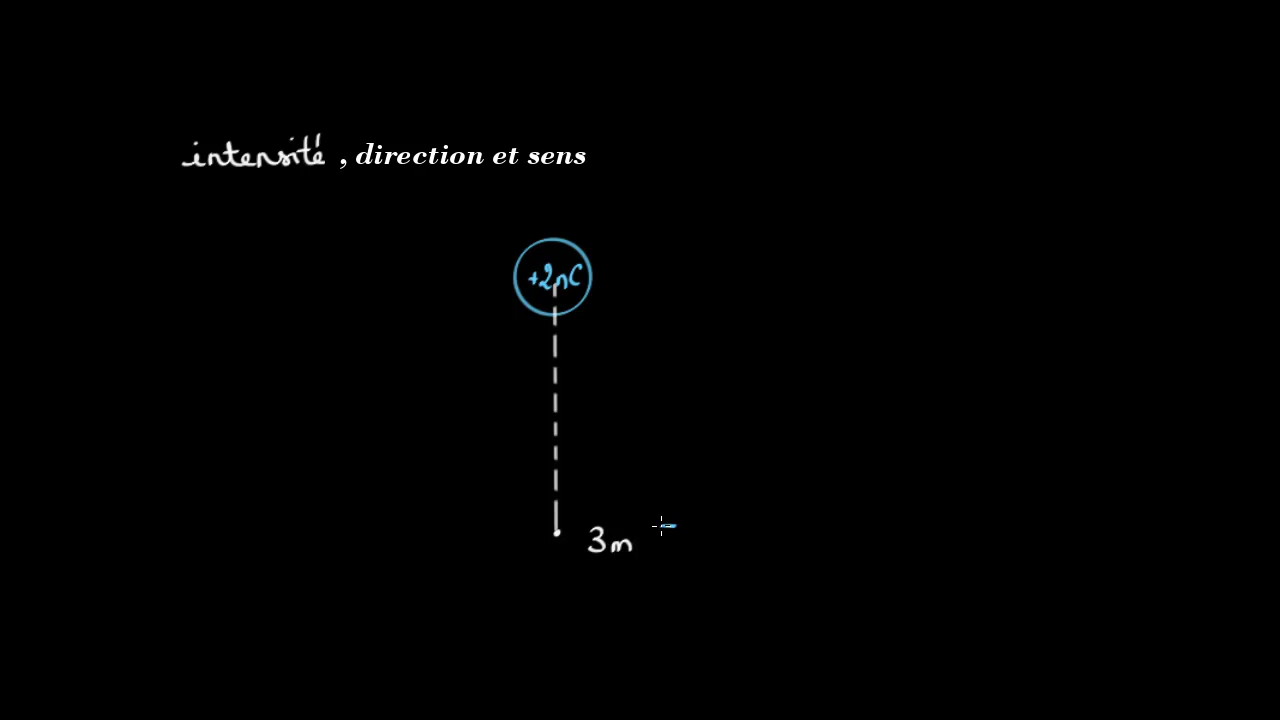 intensité , direction et sens
+2nC
3m